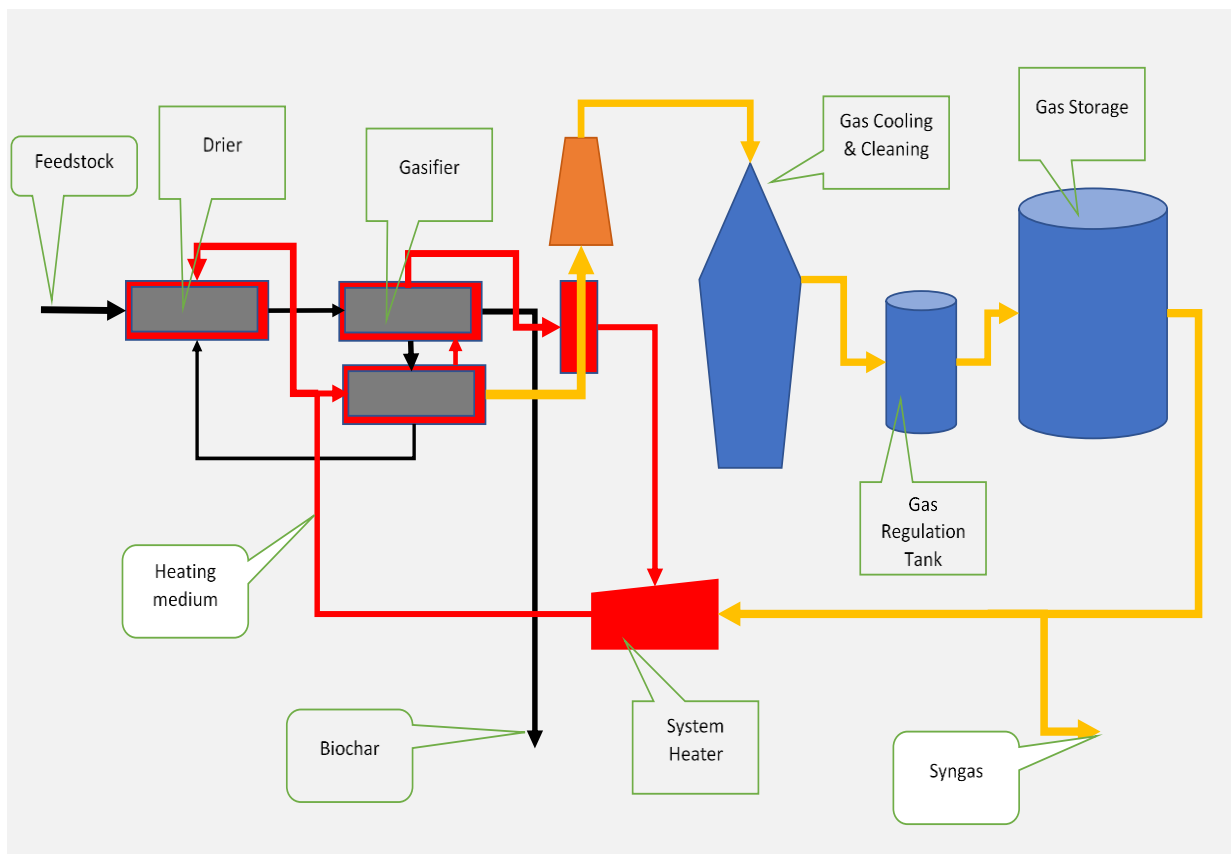 Feedstock
Drier
Gasifier
Gas Cooling
& Cleaning
Gas Storage
Gas
Regulation
Tank
Heating
medium
Biochar
System
Heater
Syngas